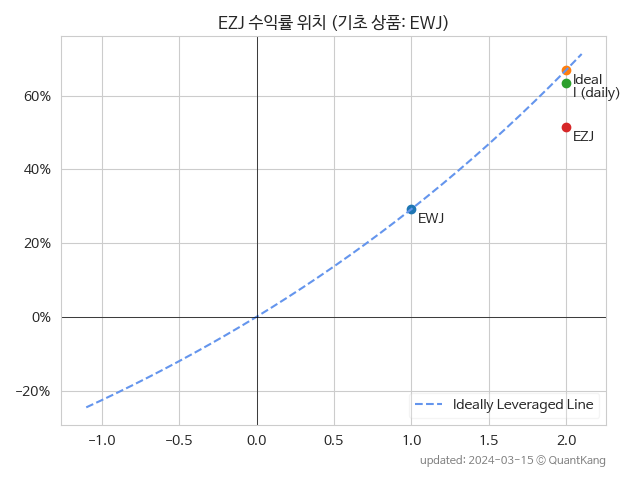 EZJ 수익률 위치 (기초 상품: EWJ)
60%
40%
20%
0%
−20%
Ideal
I (daily)
EZJ
EWJ
Ideally Leveraged Line
−1.0 −0.5 0.0 0.5 1.0 1.5 2.0
updated: 2024-03-15 © QuantKang